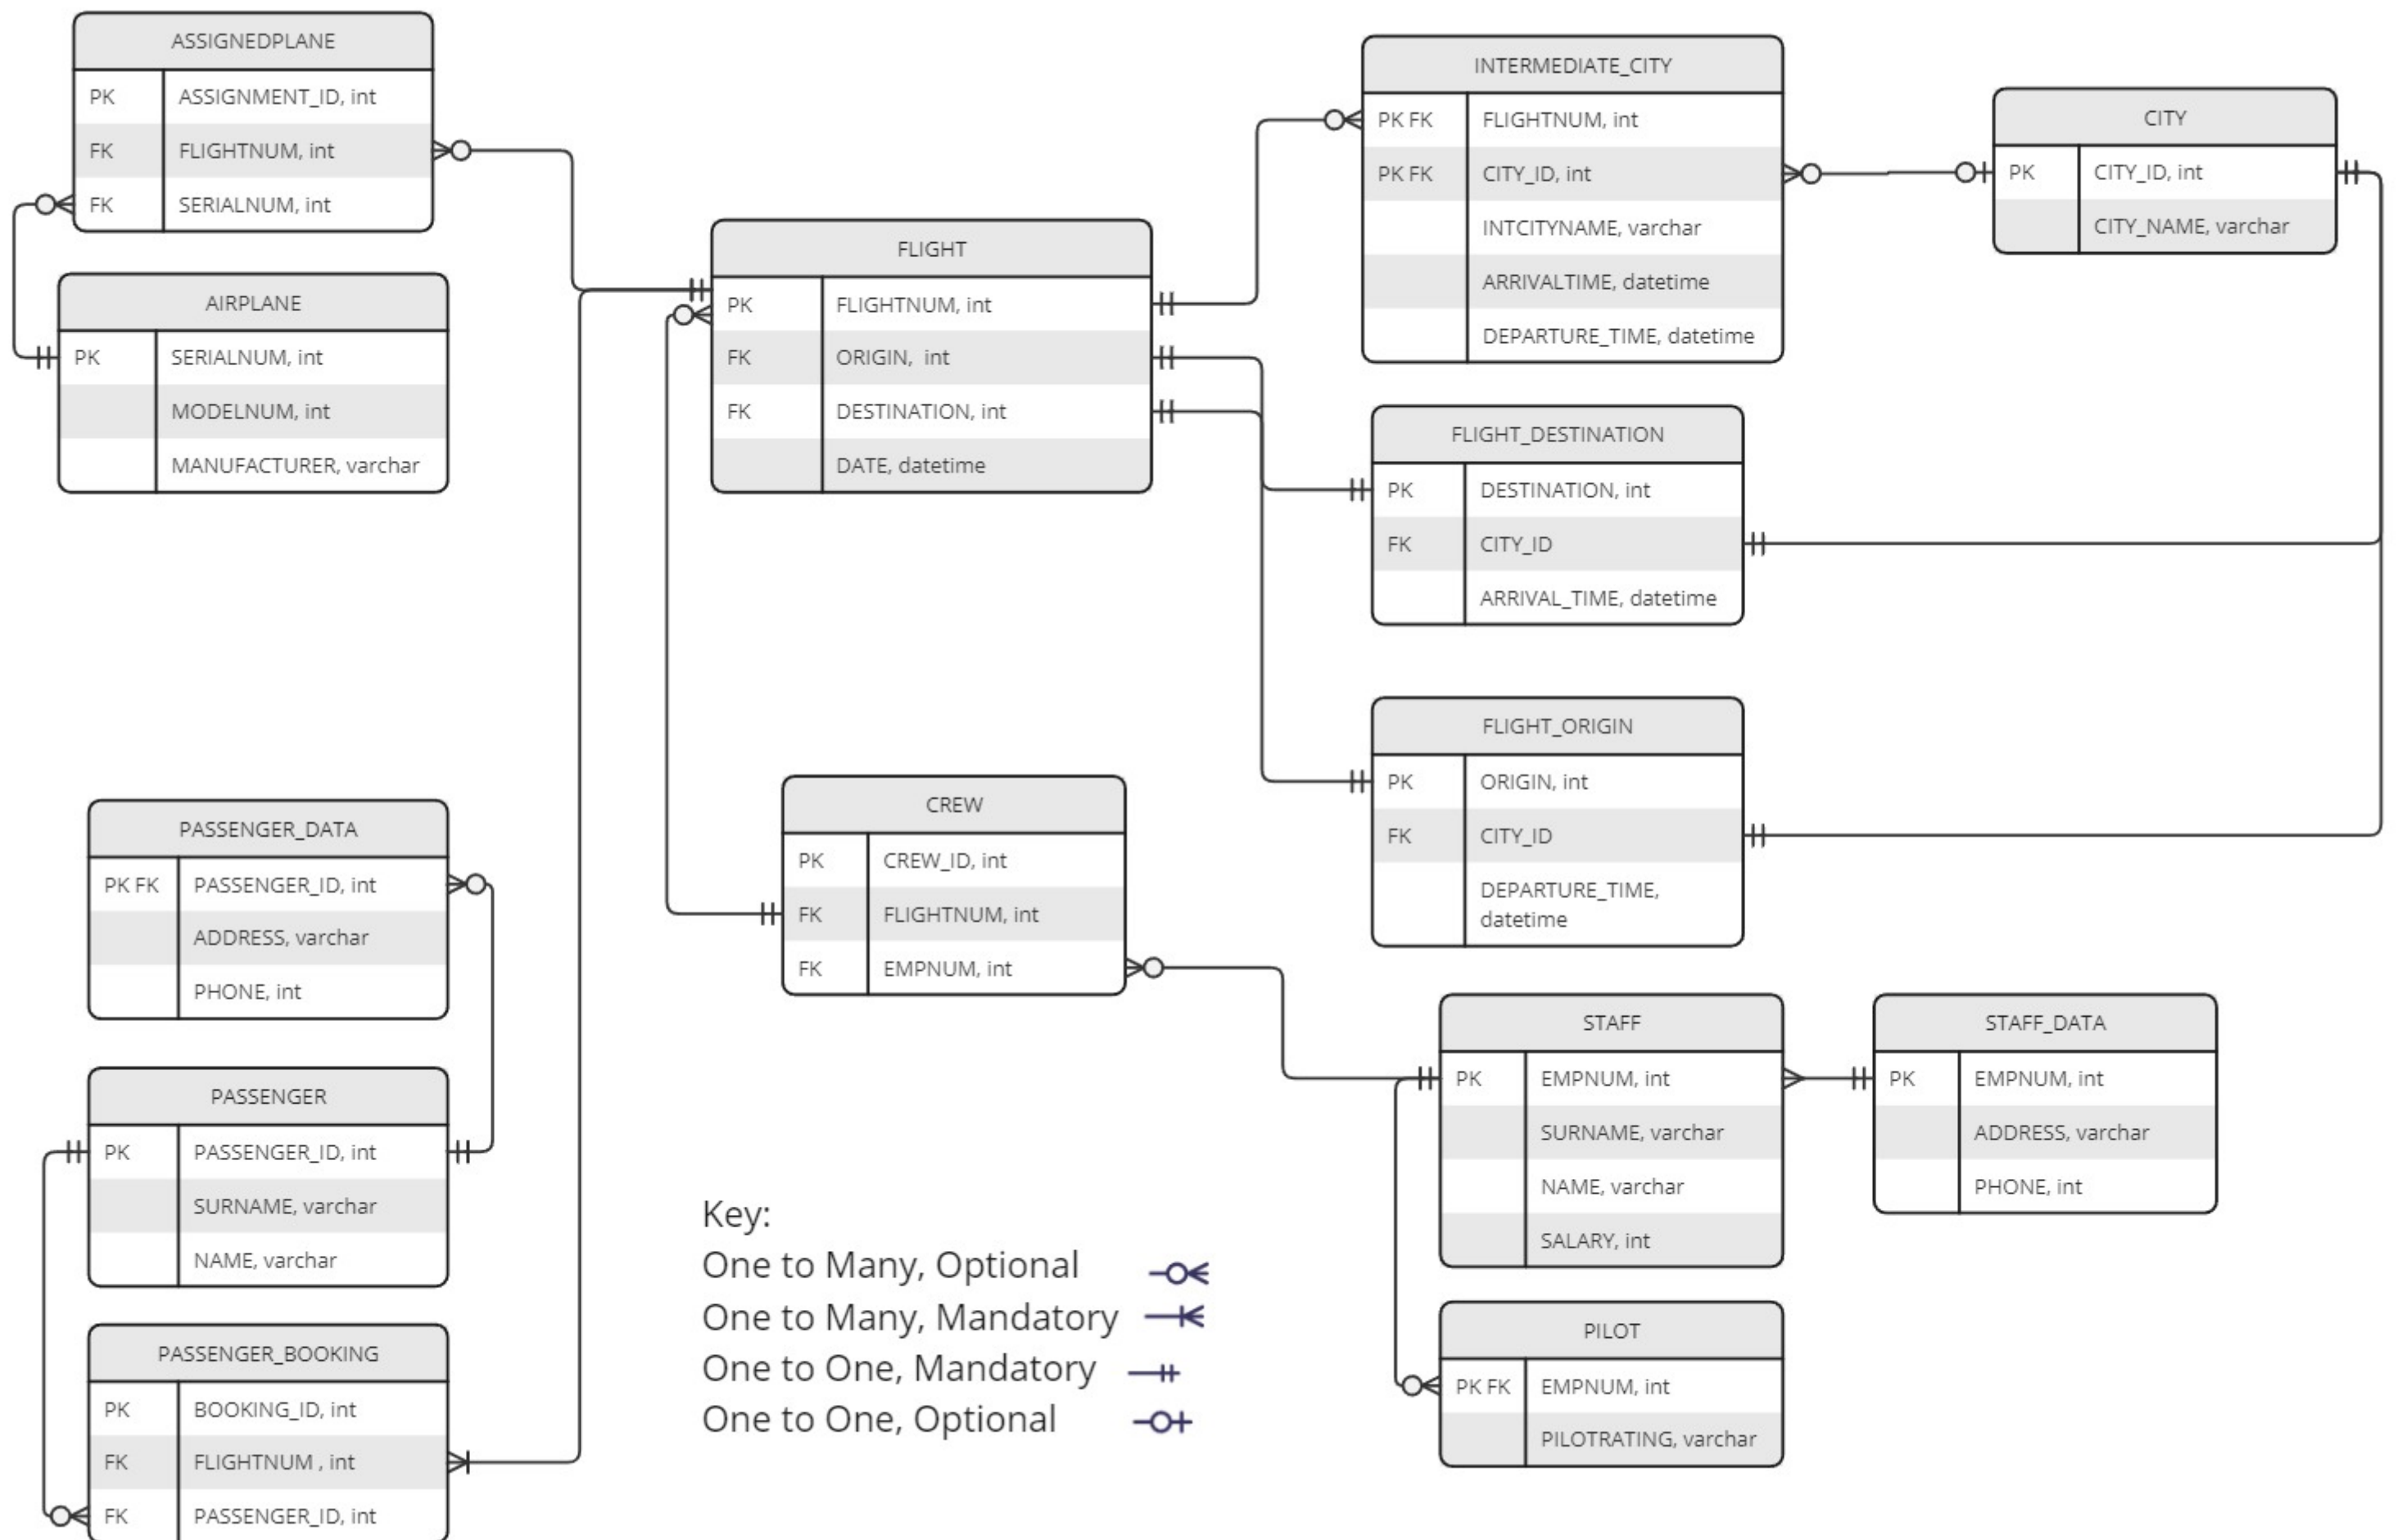 ASSIGNEDPLANE
PK ASSIGNMENT_ID, int
FK FLIGHTNUM, int
FK SERIALNUM, int
AIRPLANE
PK SERIALNUM, int
MODELNUM, int
MANUFACTURER, varchar
FLIGHT
PK FLIGHTNUM, int
FK ORIGIN, int
FK DESTINATION, int
DATE, datetime
INTERMEDIATE_CITY
PK FK FLIGHTNUM, int
PK FK CITY_ID, int
INTCITYNAME, varchar
ARRIVALTIME, datetime
DEPARTURE_TIME, datetime
CITY
PK CITY_ID, int
CITY_NAME, varchar
FLIGHT_DESTINATION
PK DESTINATION, int
FK CITY_ID
ARRIVAL_TIME, datetime
FLIGHT_ORIGIN
PK ORIGIN, int
FK CITY_ID
DEPARTURE_TIME,
datetime
PASSENGER_DATA
PK FK PASSENGER_ID, int
ADDRESS, varchar
PHONE, int
PASSENGER
PK PASSENGER_ID, int
SURNAME, varchar
NAME, varchar
PASSENGER_BOOKING
PK BOOKING_ID, int
FK FLIGHTNUM , int
FK PASSENGER_ID, int
CREW
PK CREW_ID, int
FK FLIGHTNUM, int
FK EMPNUM, int
STAFF
PK EMPNUM, int
SURNAME, varchar
NAME, varchar
SALARY, int
STAFF_DATA
PK EMPNUM, int
ADDRESS, varchar
PHONE, int
PILOT
PK FK EMPNUM, int
PILOTRATING, varchar
Key:
One to Many, Optional
One to Many, Mandatory
One to One, Mandatory
One to One, Optional